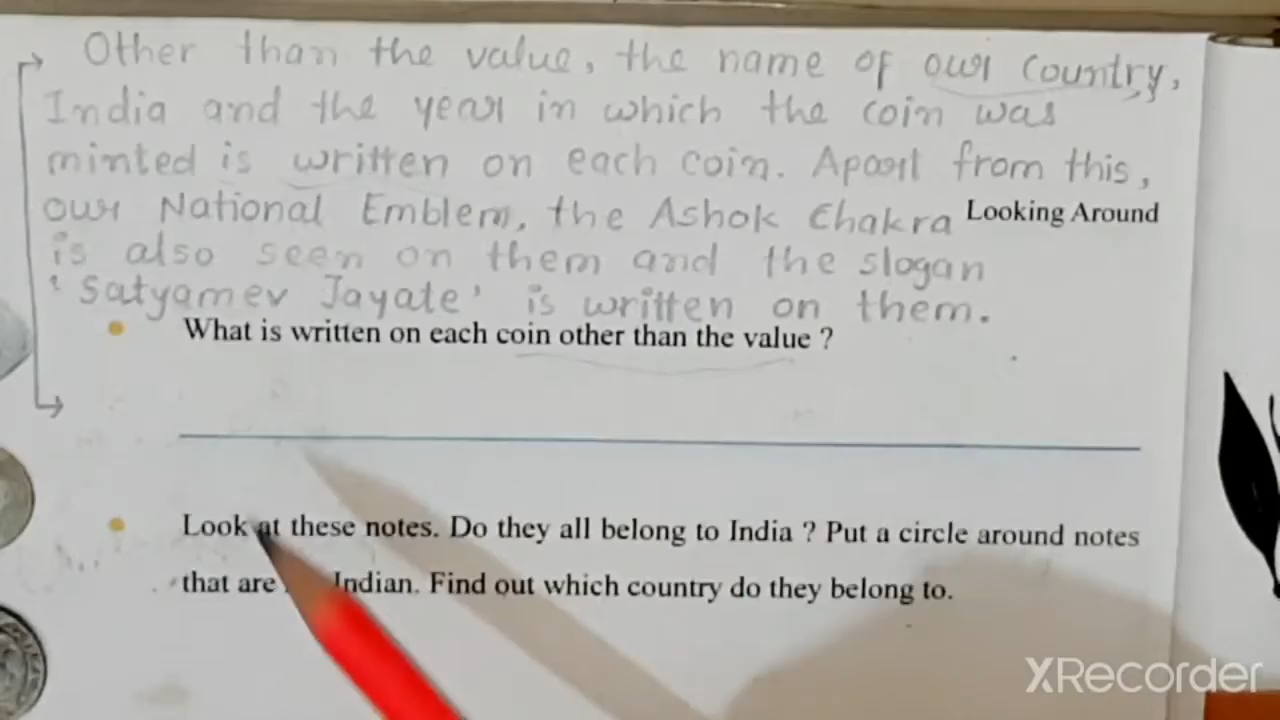 Other than the value, the name of our Country,
India and the year in which the coin was
minted is written on each coin. Apart from this,
our National Emblem, the Ashok Chakra
Looking Around
is also seen on them and the slogan
'Satyamev Jayate' is written on them.
What is written on each coin other than the value ?
Look at these notes. Do they all belong to India ? Put a circle around notes
that are Indian. Find out which country do they belong to.
XRecorder